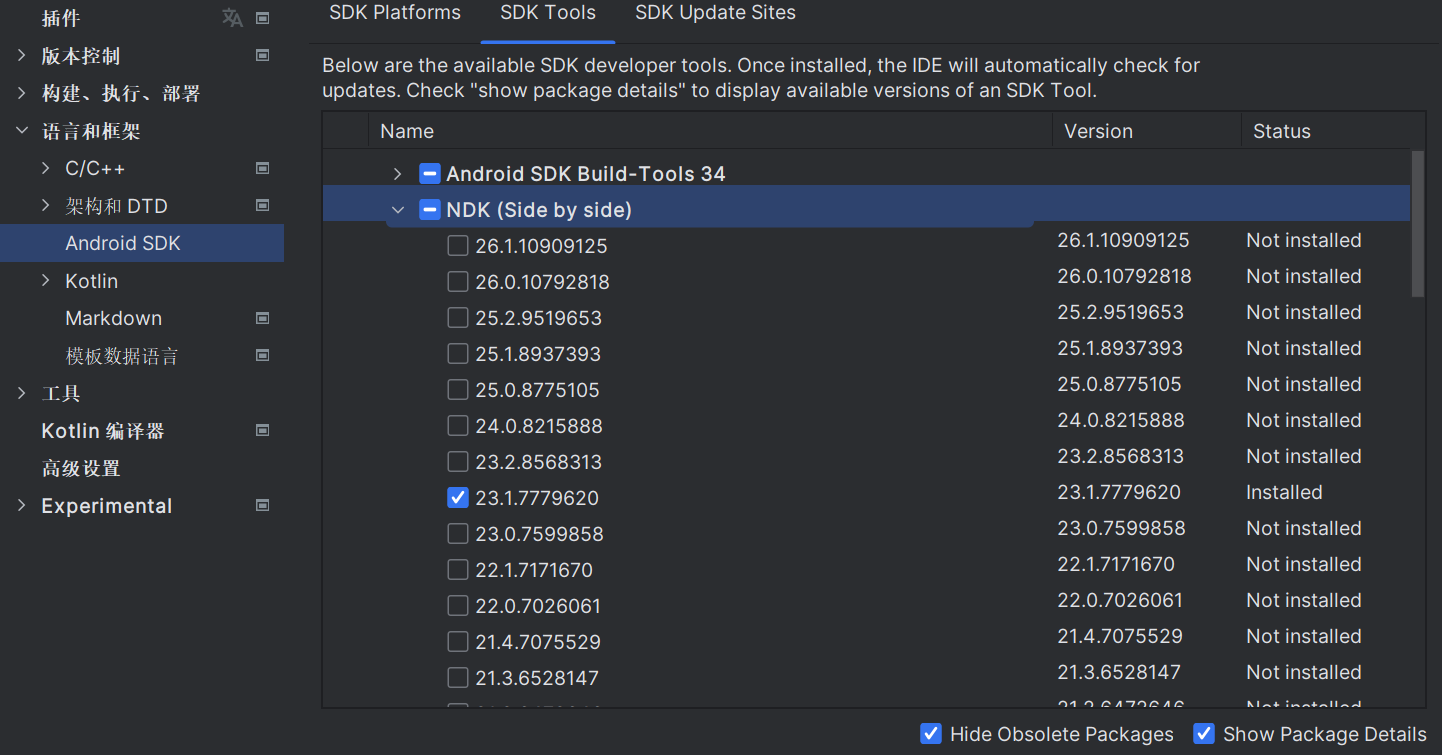 插件
版本控制
构建、执行、部署
语言和框架
C/C++
架构和 DTD
Android SDK
Kotlin
Markdown
模板数据语言
工具
Kotlin 编译器
高级设置
Experimental
SDK Platforms SDK Tools SDK Update Sites
Below are the available SDK developer tools. Once installed, the IDE will automatically check for
updates. Check "show package details" to display available versions of an SDK Tool.
Name Version Status
Android SDK Build-Tools 34
NDK (Side by side)
26.1.10909125 26.1.10909125 Not installed
26.0.10792818 26.0.10792818 Not installed
25.2.9519653 25.2.9519653 Not installed
25.1.8937393 25.1.8937393 Not installed
25.0.8775105 25.0.8775105 Not installed
24.0.8215888 24.0.8215888 Not installed
23.2.8568313 23.2.8568313 Not installed
23.1.7779620 23.1.7779620 Installed
23.0.7599858 23.0.7599858 Not installed
22.1.7171670 22.1.7171670 Not installed
22.0.7026061 22.0.7026061 Not installed
21.4.7075529 21.4.7075529 Not installed
21.3.6528147 21.3.6528147 Not installed
Not installed
Hide Obsolete Packages Show Package Details